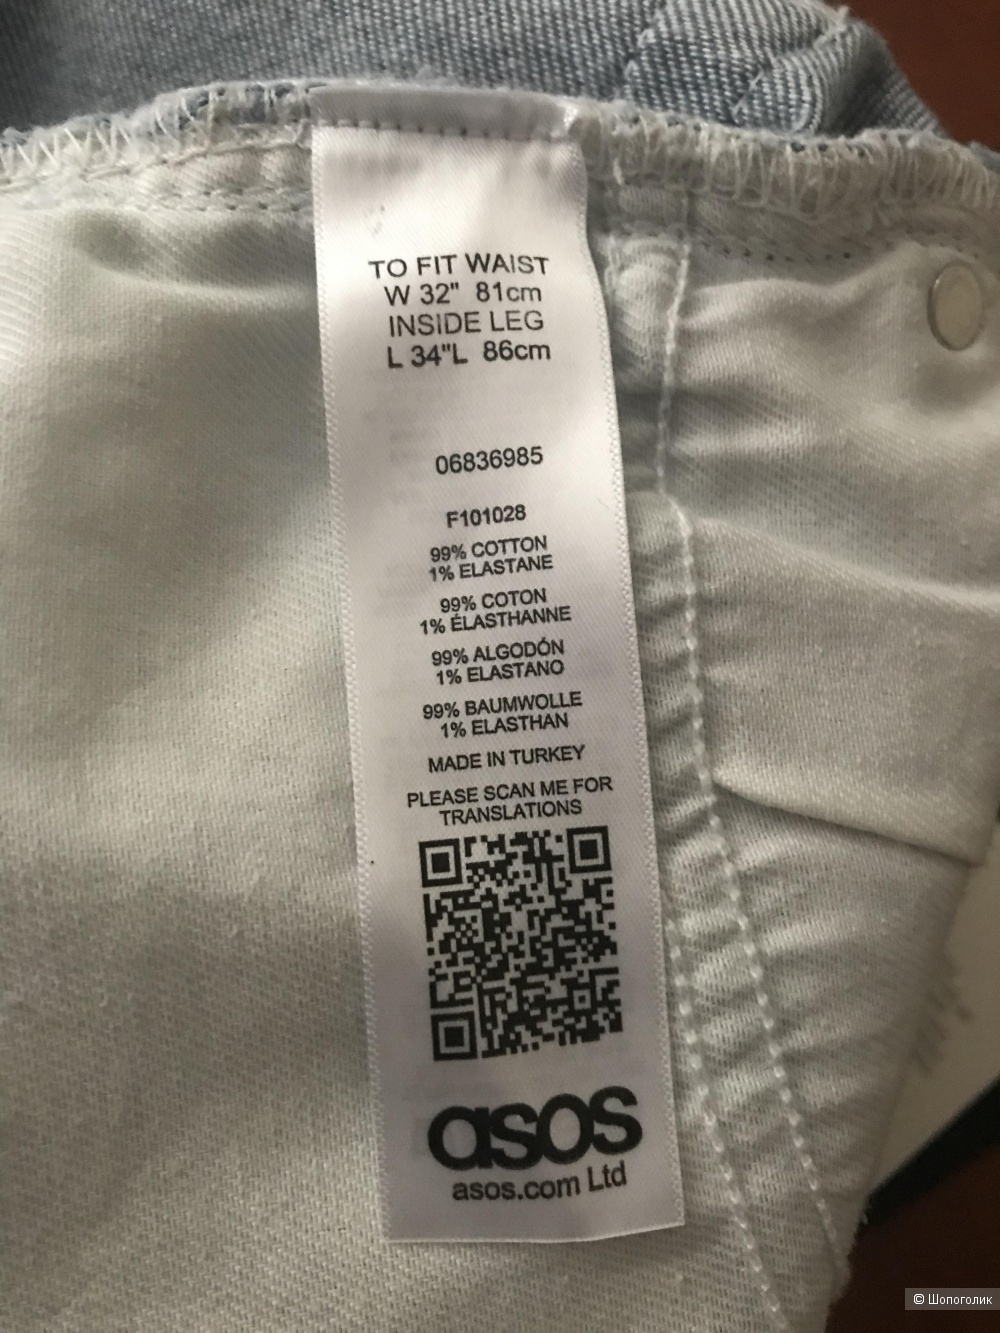 TO FIT WAIST
W 32" 81cm
INSIDE LEG
L 34"L 86cm
06836985
F101028
99% COTTON
1% ELASTANE
99% COTON
1% ÉLASTHANNE
99% ALGODÓN
1% ELASTANO
99% BAUMWOLLE
1% ELASTHAN
MADE IN TURKEY
PLEASE SCAN ME FOR
TRANSLATIONS
asos
asos.com Ltd
© Шопоголик